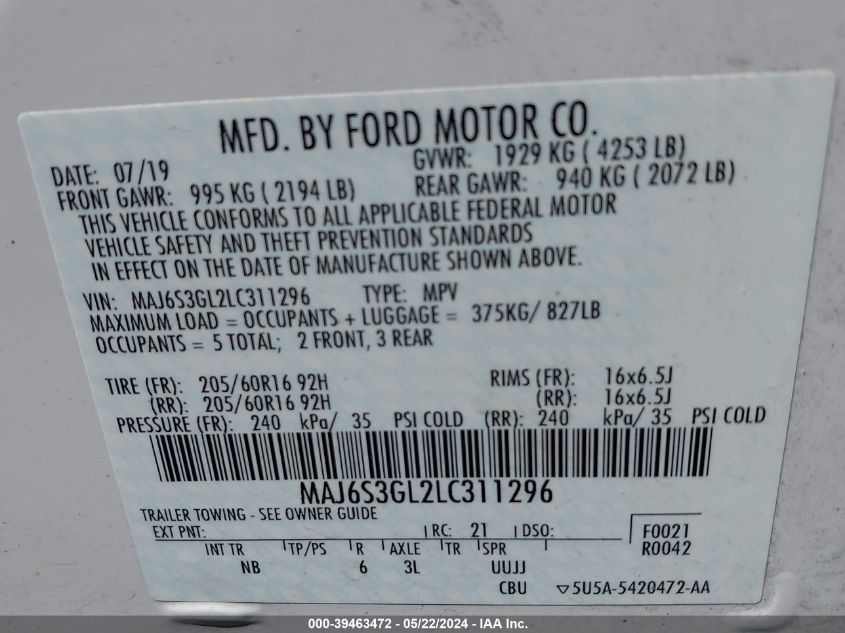 MFD. BY FORD MOTOR CO.
DATE: 07/19 GVWR: 1929 KG ( 4253 LB)
FRONT GAWR: 995 KG ( 2194 LB) REAR GAWR: 940 KG ( 2072 LB)
THIS VEHICLE CONFORMS TO ALL APPLICABLE FEDERAL MOTOR
VEHICLE SAFETY AND THEFT PREVENTION STANDARDS
IN EFFECT ON THE DATE OF MANUFACTURE SHOWN ABOVE.
VIN: MAJ6S3GL2LC311296 TYPE: MPV
MAXIMUM LOAD = OCCUPANTS + LUGGAGE = 375KG/ 827LB
OCCUPANTS = 5 TOTAL; 2 FRONT, 3 REAR
TIRE (FR): 205/60R16 92H RIMS (FR): 16x6.5J
(RR): 205/60R16 92H (RR): 16x6.5J
PRESSURE (FR): 240 kPa/ 35 PSI COLD (RR): 240 kPa/ 35 PSI COLD
MAJ6S3GL2LC311296
TRAILER TOWING - SEE OWNER GUIDE
EXT PNT: RC: 21 DSO: F0021
R0042
INT TR TP/PS R AXLE TR SPR
NB 6 3L UUJJ
CBU ▽5U5A-5420472-AA
000-39463472 - 05/22/2024 - IAA Inc.